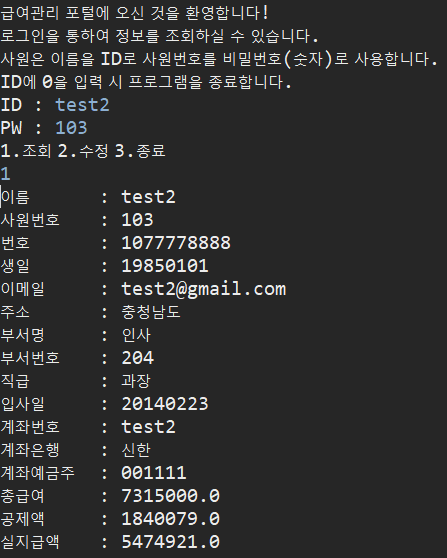 급여관리 포털에 오신 것을 환영합니다!
로그인을 통하여 정보를 조회하실 수 있습니다.
사원은 이름을 ID로 사원번호를 비밀번호(숫자)로 사용합니다.
ID에 0을 입력 시 프로그램을 종료합니다.
ID : test2
PW : 103
1.조회 2.수정 3.종료
1
이름 : test2
사원번호 : 103
번호 : 1077778888
생일 : 19850101
이메일 : test2@gmail.com
주소 : 충청남도
부서명 : 인사
부서번호 : 204
직급 : 과장
입사일 : 20140223
계좌번호 : test2
계좌은행 : 신한
계좌예금주 : 001111
총급여 : 7315000.0
공제액 : 1840079.0
실지급액 : 5474921.0